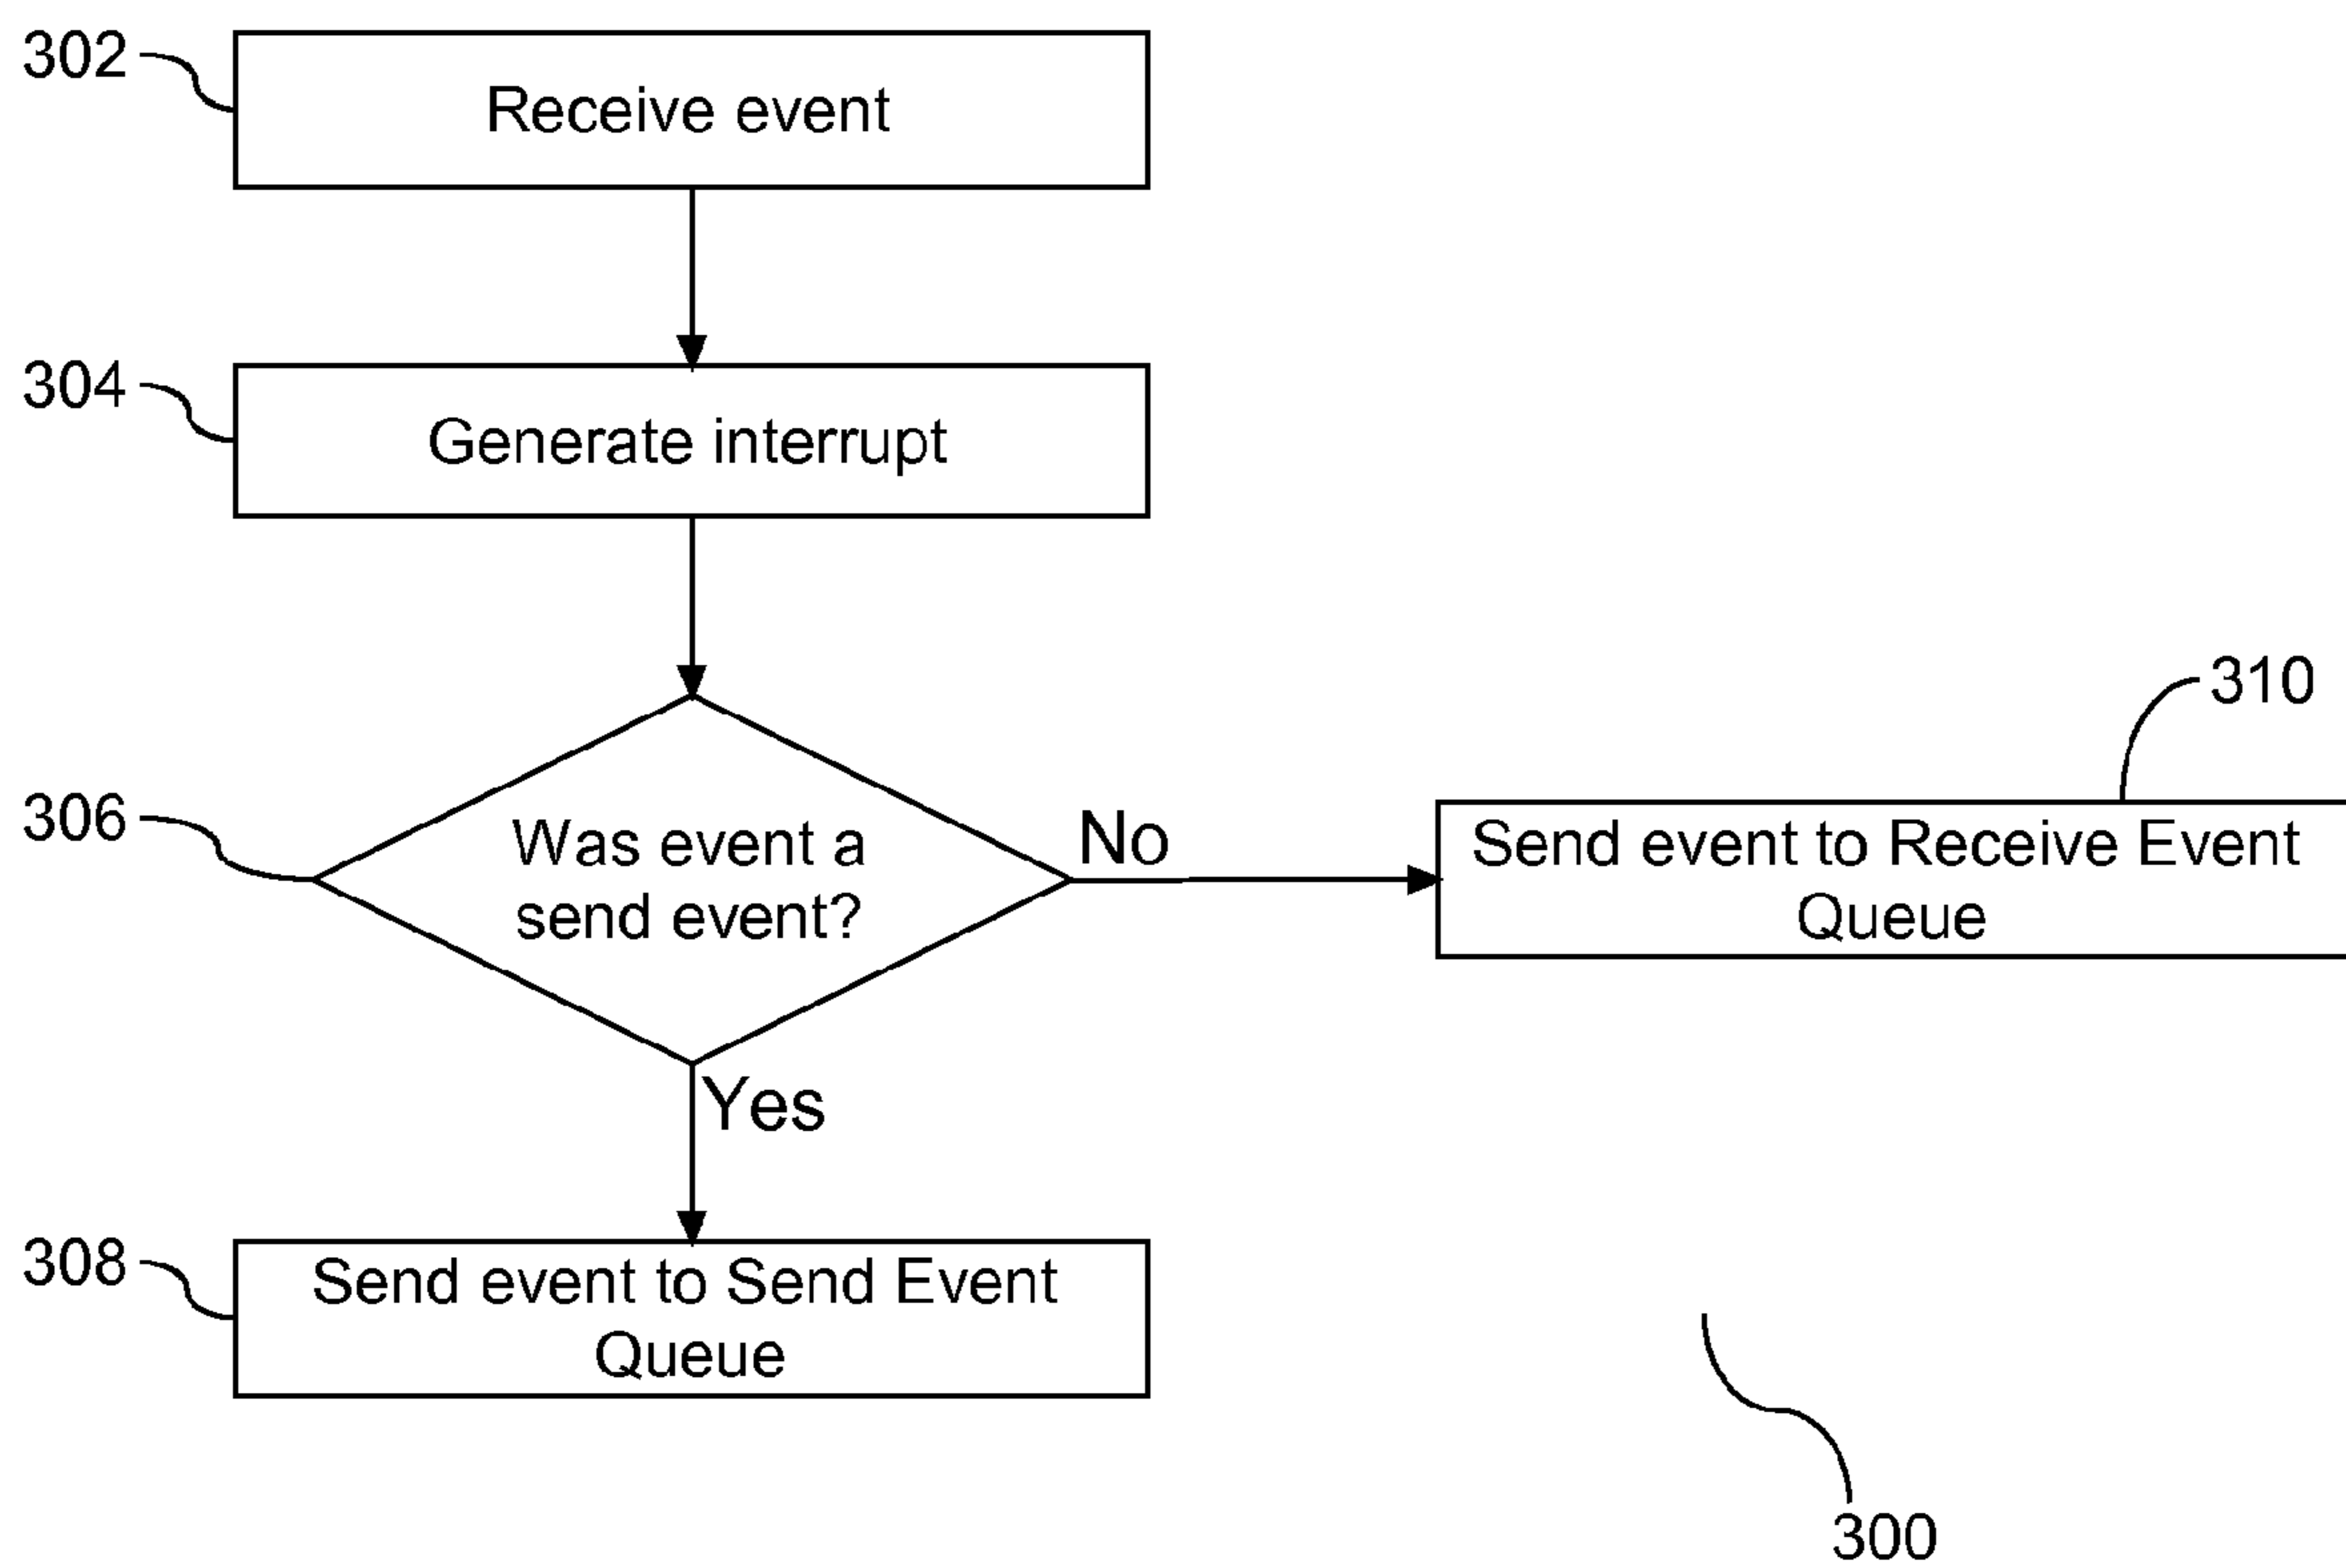 302
Receive event
304
Generate interrupt
310
306
Was event a
send event?
No
Send event to Receive Event
Queue
Yes
308
Send event to Send Event
Queue
300